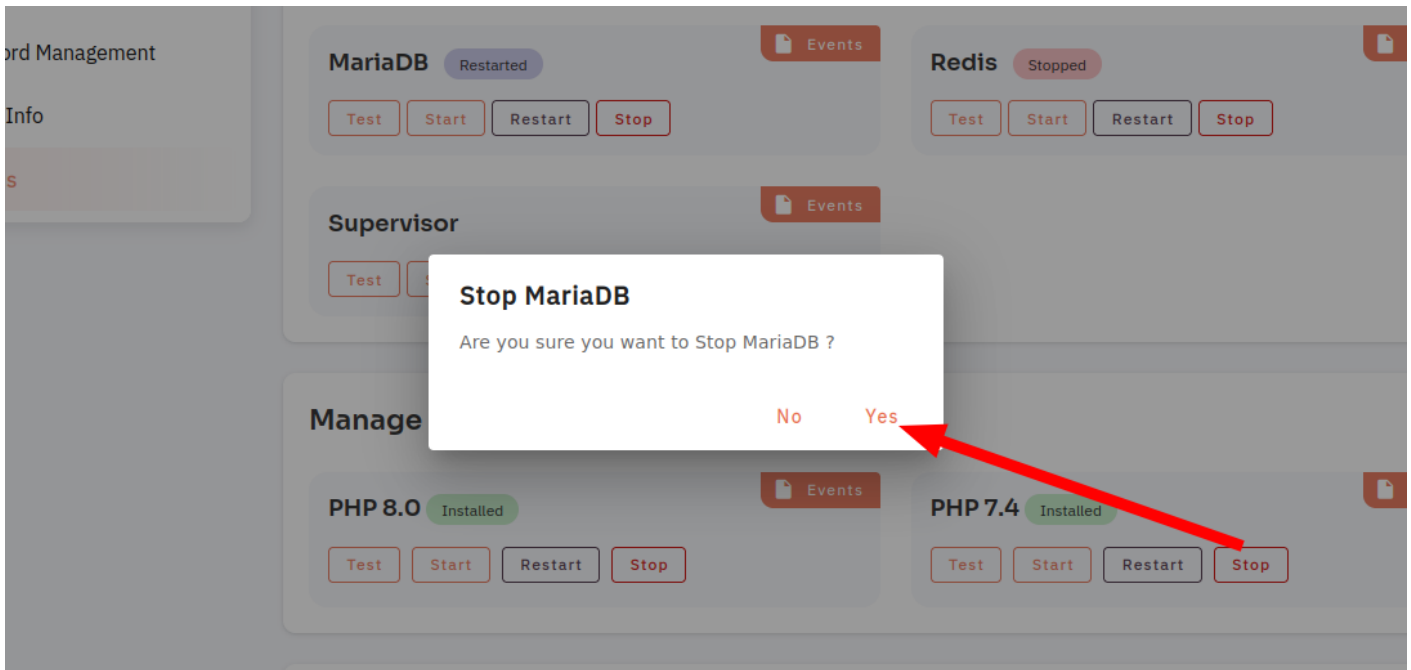 ord Management
Info
s
MariaDB Restarted Events
Test Start Restart Stop
Redis Stopped
Test Start Restart Stop
Supervisor Events
Test
Stop MariaDB
Are you sure you want to Stop MariaDB ?
No Yes
Manage
PHP 8.0 Installed Events
Test Start Restart Stop
PHP 7.4 Installed
Test Start Restart Stop